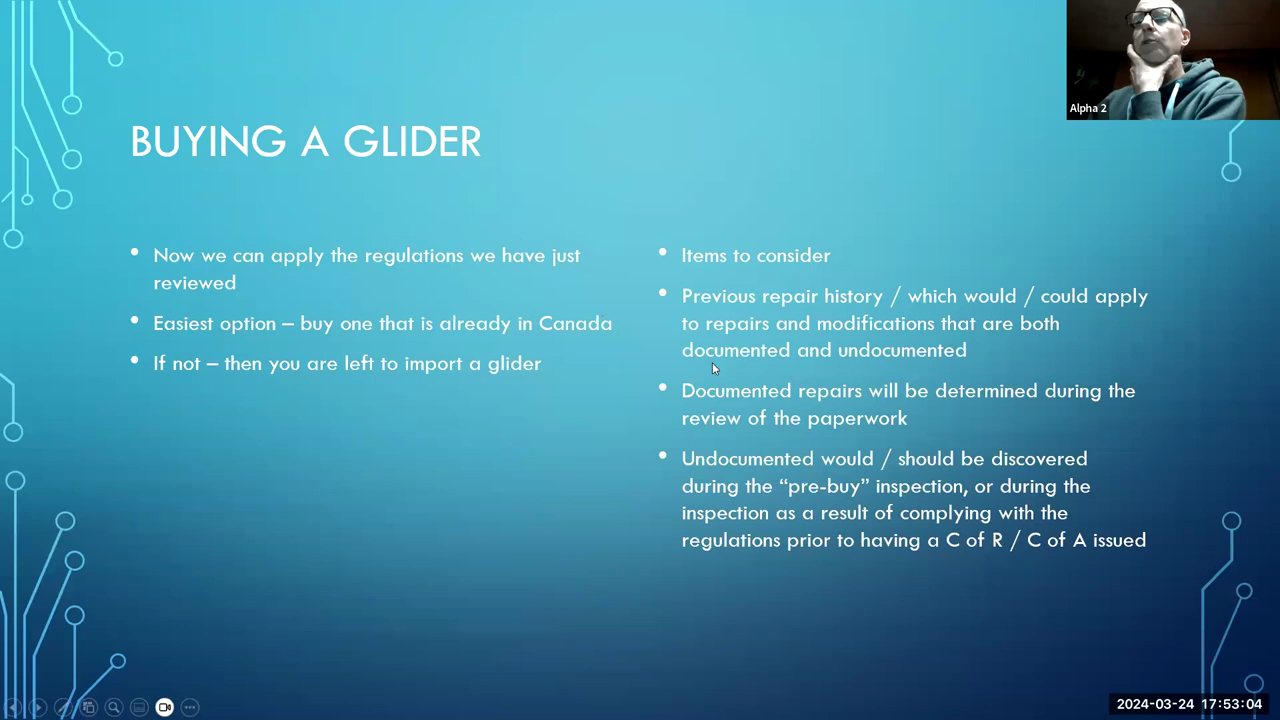 Alpha 2
BUYING A GLIDER
• Now we can apply the regulations we have just
reviewed
• Easiest option – buy one that is already in Canada
• If not – then you are left to import a glider
• Items to consider
• Previous repair history / which would / could apply
to repairs and modifications that are both
documented and undocumented
• Documented repairs will be determined during the
review of the paperwork
• Undocumented would / should be discovered
during the “pre-buy” inspection, or during the
inspection as a result of complying with the
regulations prior to having a C of R / C of A issued
2024-03-24 17:53:04